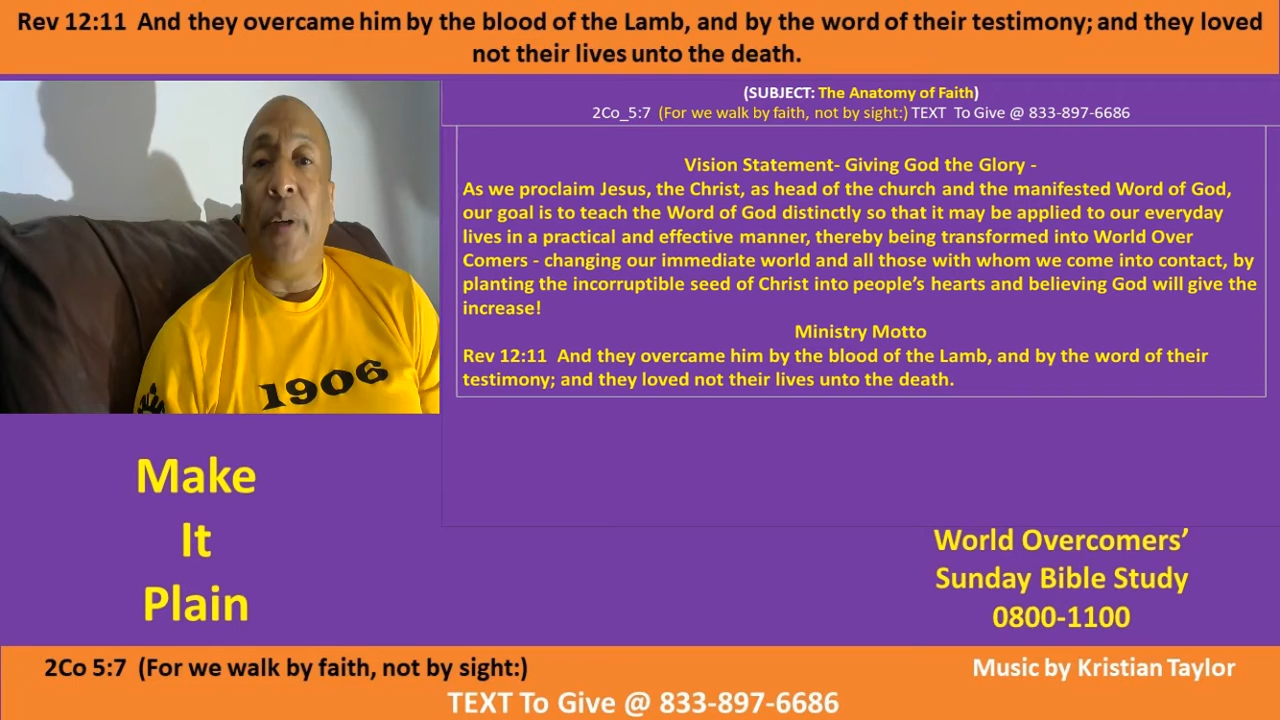 Rev 12:11  And they overcame him by the blood of the Lamb, and by the word of their testimony; and they loved
not their lives unto the death.
(SUBJECT: The Anatomy of Faith)
2Co_5:7  (For we walk by faith, not by sight:) TEXT  To Give @ 833-897-6686
Vision Statement- Giving God the Glory -
As we proclaim Jesus, the Christ, as head of the church and the manifested Word of God,
our goal is to teach the Word of God distinctly so that it may be applied to our everyday
lives in a practical and effective manner, thereby being transformed into World Over
Comers - changing our immediate world and all those with whom we come into contact, by
planting the incorruptible seed of Christ into people’s hearts and believing God will give the
increase!
Ministry Motto
Rev 12:11  And they overcame him by the blood of the Lamb, and by the word of their
testimony; and they loved not their lives unto the death.
1906
Make
It
Plain
World Overcomers’
Sunday Bible Study
0800-1100
2Co 5:7  (For we walk by faith, not by sight:)
Music by Kristian Taylor
TEXT To Give @ 833-897-6686